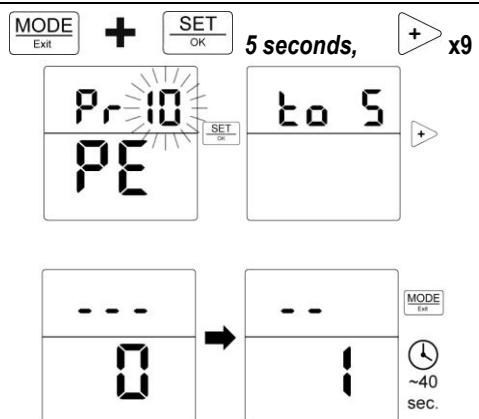 MODE + SET 5 seconds, + x9
Exit OK
Pr 10 to 5
SET +
OK
PE
--- -- MODE
Exit
0 1
~40
sec.